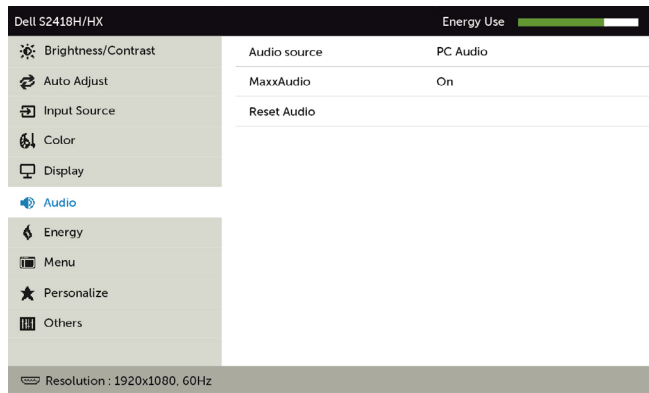 Dell S2418H/HX
Energy Use
Brightness/Contrast
Auto Adjust
Input Source
Color
Display
Audio
Energy
Menu
Personalize
Others
Audio source PC Audio
MaxxAudio On
Reset Audio
Resolution : 1920x1080, 60Hz